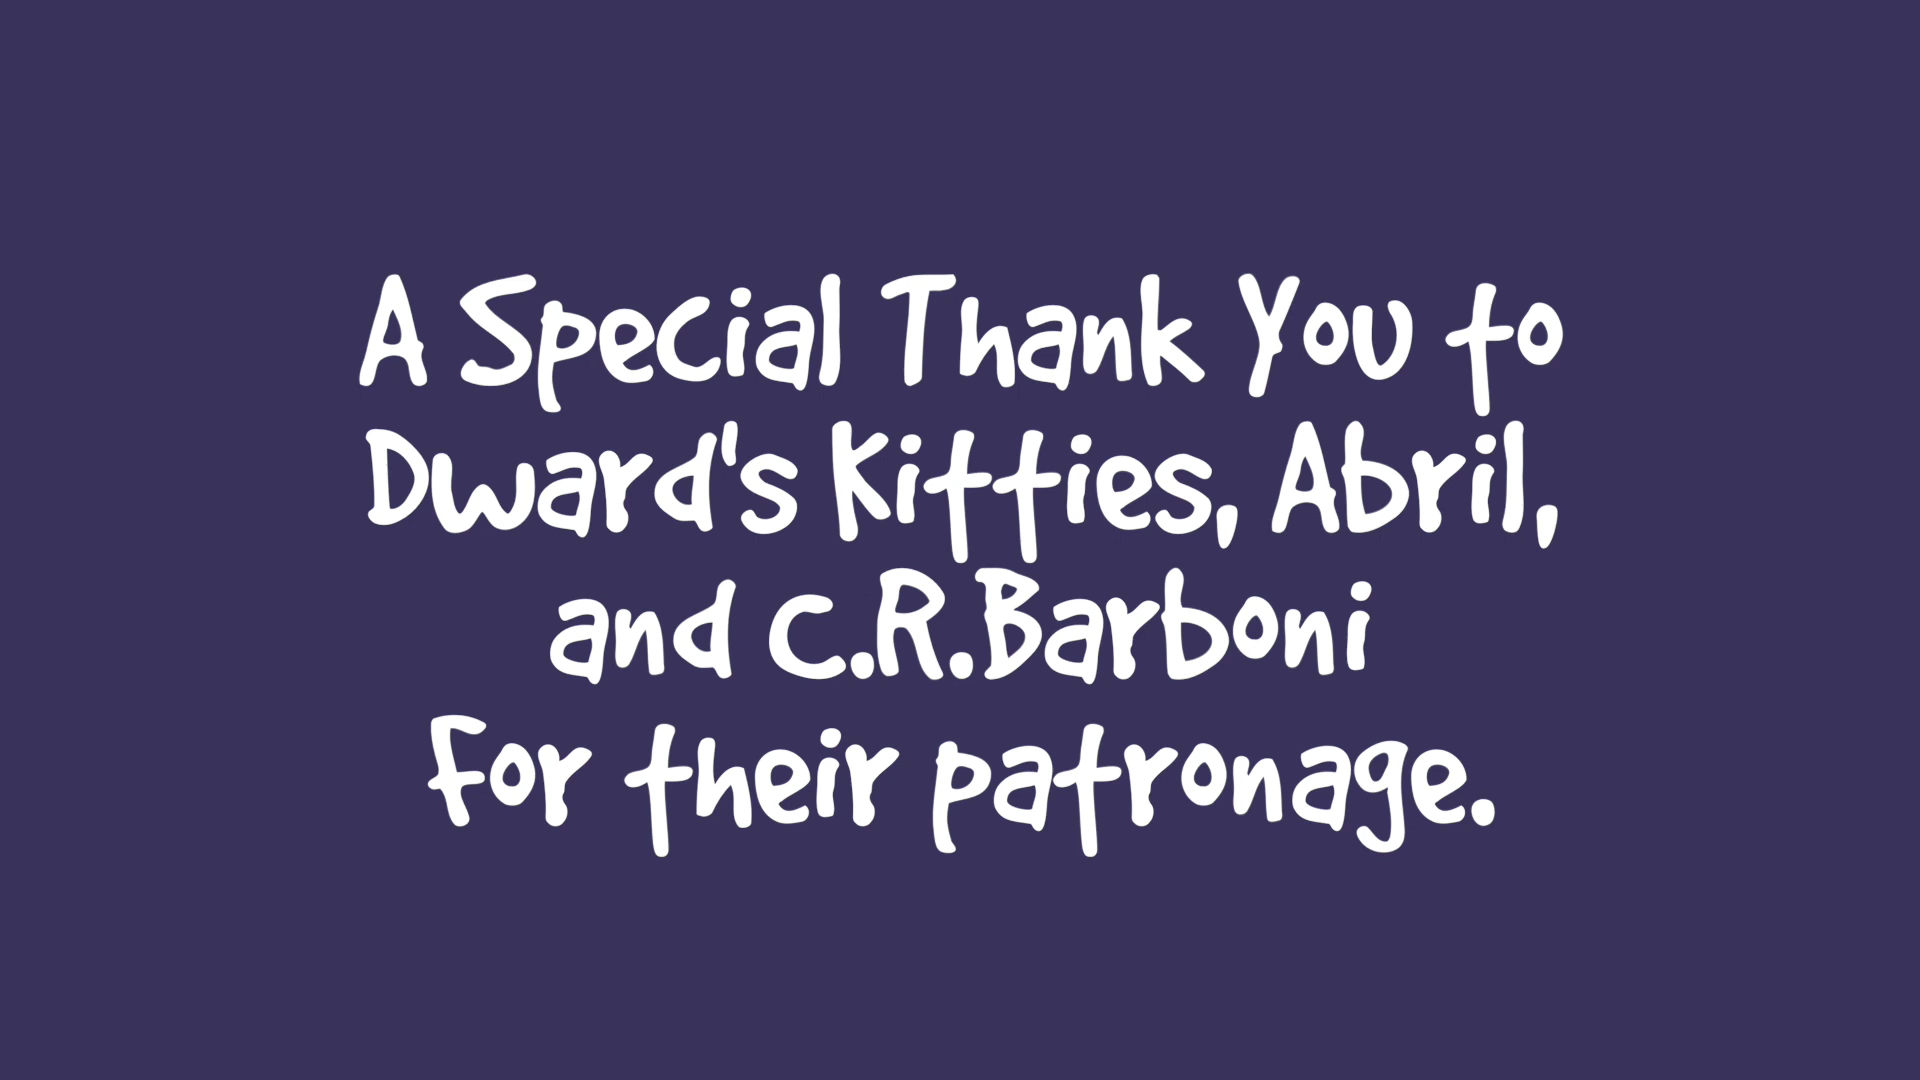 A Special Thank You to
Dward's Kitties, Abril,
and C.R.Barboni
For their patronage.